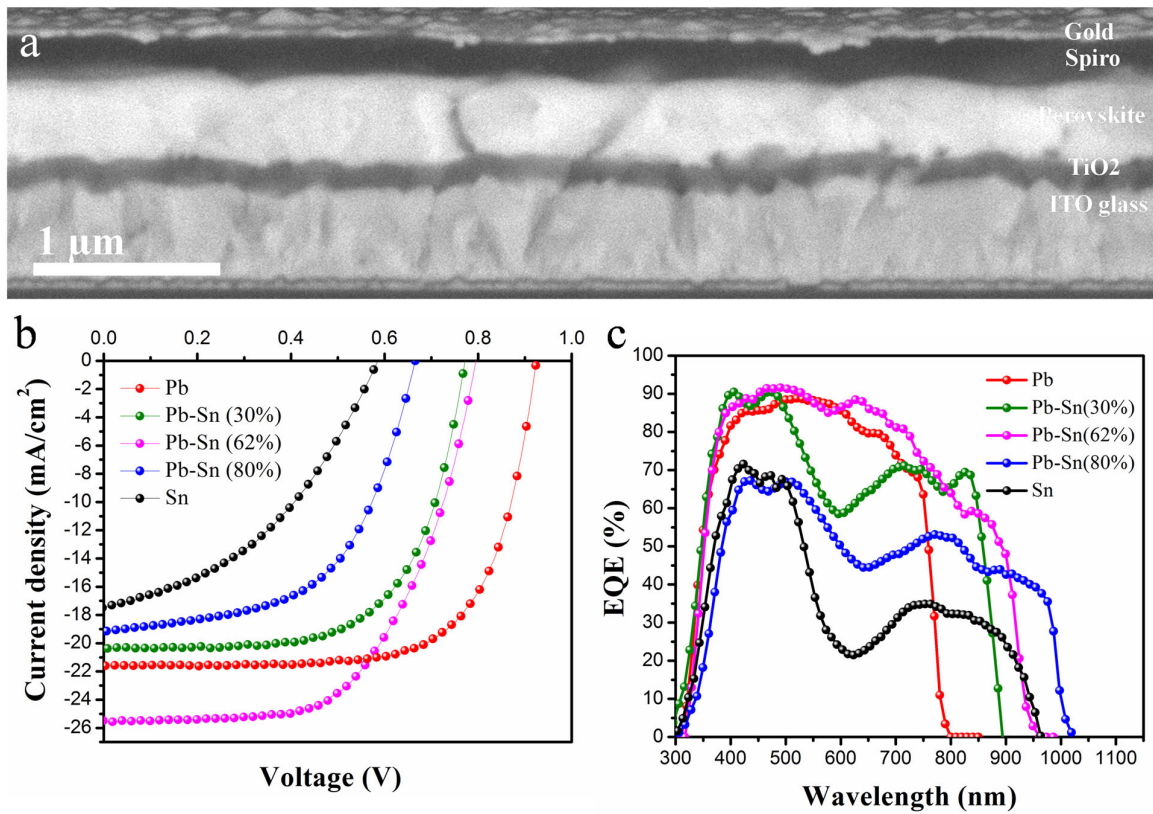 a
Gold
Spiro
Perovskite
TiO2
ITO glass
1 µm
b
0.0 0.2 0.4 0.6 0.8 1.0
0
-2
-4
-6
-8
-10
-12
-14
-16
-18
-20
-22
-24
-26
Current density (mA/cm²)
Pb
Pb-Sn (30%)
Pb-Sn (62%)
Pb-Sn (80%)
Sn
Voltage (V)
c
100
90
80
70
60
50
40
30
20
10
0
EQE (%)
Pb
Pb-Sn(30%)
Pb-Sn(62%)
Pb-Sn(80%)
Sn
300 400 500 600 700 800 900 1000 1100
Wavelength (nm)